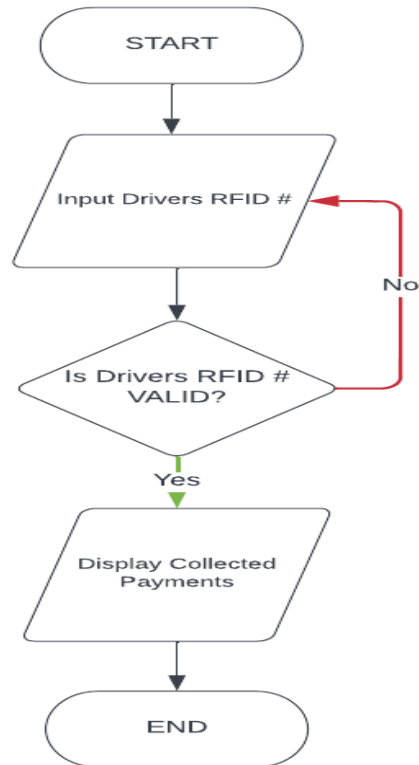 START
Input Drivers RFID #
No
Is Drivers RFID #
VALID?
Yes
Display Collected
Payments
END